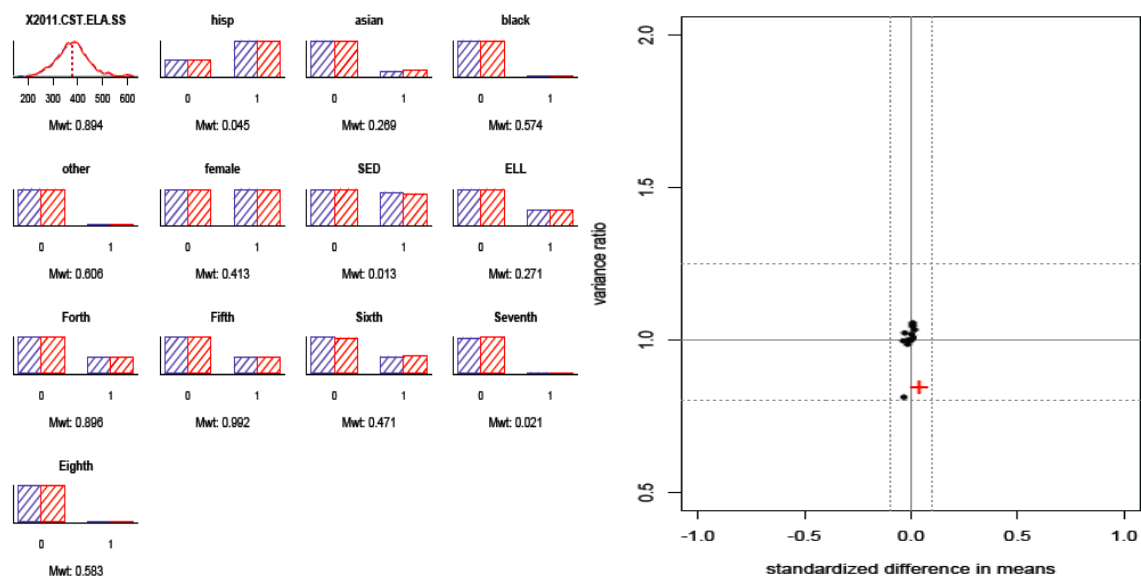 X2011.CST.ELA.SS
200 300 400 500 600
Mwt: 0.894
hisp
0 1
Mwt: 0.045
asian
0 1
Mwt: 0.269
black
0 1
Mwt: 0.574
other
0 1
Mwt: 0.606
female
0 1
Mwt: 0.413
SED
0 1
Mwt: 0.013
ELL
0 1
Mwt: 0.271
Forth
0 1
Mwt: 0.896
Fifth
0 1
Mwt: 0.992
Sixth
0 1
Mwt: 0.471
Seventh
0 1
Mwt: 0.021
Eighth
0 1
Mwt: 0.583
variance ratio
2.0
1.5
1.0
0.5
-1.0 -0.5 0.0 0.5 1.0
standardized difference in means